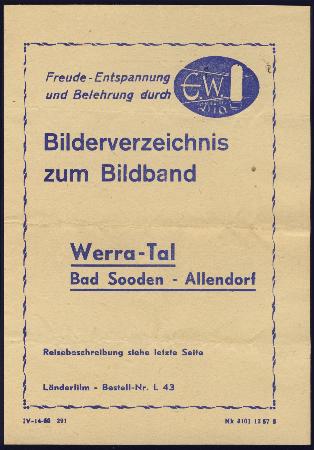 Freude - Entspannung
und Belehrung durch
C.W.
Bilderverzeichnis
zum Bildband
Werra-Tal
Bad Sooden - Allendorf
Reisebeschreibung siehe letzte Seite
Länderfilm - Bestell-Nr. L 43